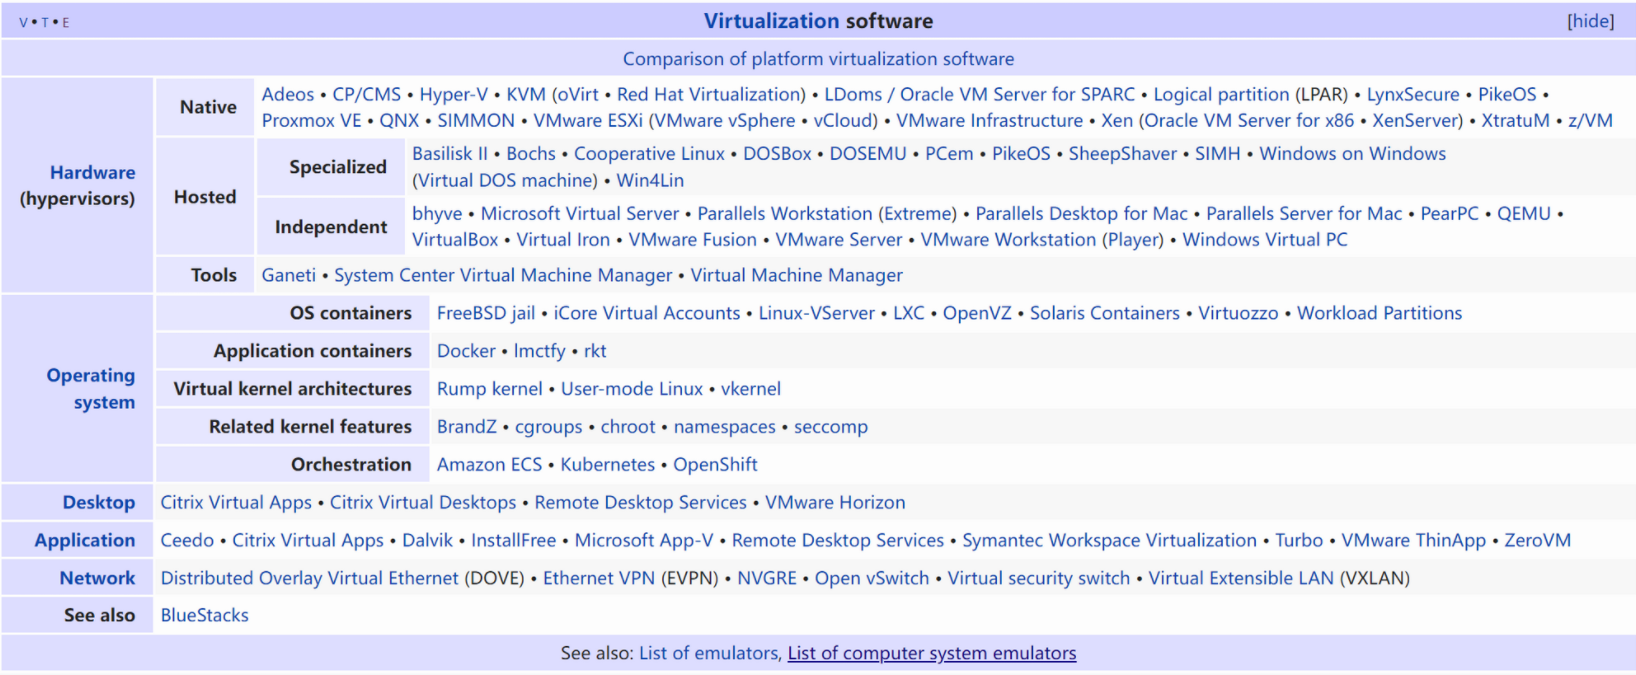 V • T • E
Virtualization software
[hide]
Comparison of platform virtualization software
Hardware
(hypervisors)
Native
Adeos • CP/CMS • Hyper-V • KVM (oVirt • Red Hat Virtualization) • LDoms / Oracle VM Server for SPARC • Logical partition (LPAR) • LynxSecure • PikeOS •
Proxmox VE • QNX • SIMMON • VMware ESXi (VMware vSphere • vCloud) • VMware Infrastructure • Xen (Oracle VM Server for x86 • XenServer) • XtratuM • z/VM
Hosted
Specialized
Basilisk II • Bochs • Cooperative Linux • DOSBox • DOSEMU • PCem • PikeOS • SheepShaver • SIMH • Windows on Windows
(Virtual DOS machine) • Win4Lin
Independent
bhyve • Microsoft Virtual Server • Parallels Workstation (Extreme) • Parallels Desktop for Mac • Parallels Server for Mac • PearPC • QEMU •
VirtualBox • Virtual Iron • VMware Fusion • VMware Server • VMware Workstation (Player) • Windows Virtual PC
Tools
Ganeti • System Center Virtual Machine Manager • Virtual Machine Manager
Operating
system
OS containers
FreeBSD jail • iCore Virtual Accounts • Linux-VServer • LXC • OpenVZ • Solaris Containers • Virtuozzo • Workload Partitions
Application containers
Docker • lmctfy • rkt
Virtual kernel architectures
Rump kernel • User-mode Linux • vkernel
Related kernel features
BrandZ • cgroups • chroot • namespaces • seccomp
Orchestration
Amazon ECS • Kubernetes • OpenShift
Desktop
Citrix Virtual Apps • Citrix Virtual Desktops • Remote Desktop Services • VMware Horizon
Application
Ceedo • Citrix Virtual Apps • Dalvik • InstallFree • Microsoft App-V • Remote Desktop Services • Symantec Workspace Virtualization • Turbo • VMware ThinApp • ZeroVM
Network
Distributed Overlay Virtual Ethernet (DOVE) • Ethernet VPN (EVPN) • NVGRE • Open vSwitch • Virtual security switch • Virtual Extensible LAN (VXLAN)
See also
BlueStacks
See also: List of emulators, List of computer system emulators